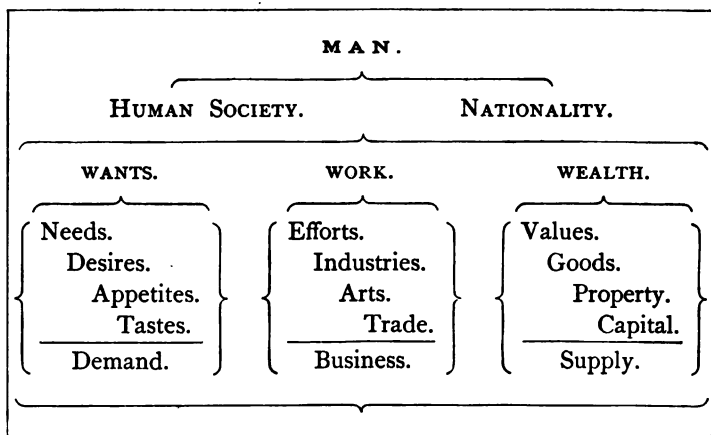 MAN.
HUMAN SOCIETY. NATIONALITY.
WANTS. WORK. WEALTH.
Needs. Efforts. Values.
Desires. Industries. Goods.
Appetites. Arts. Property.
Tastes. Trade. Capital.
Demand. Business. Supply.